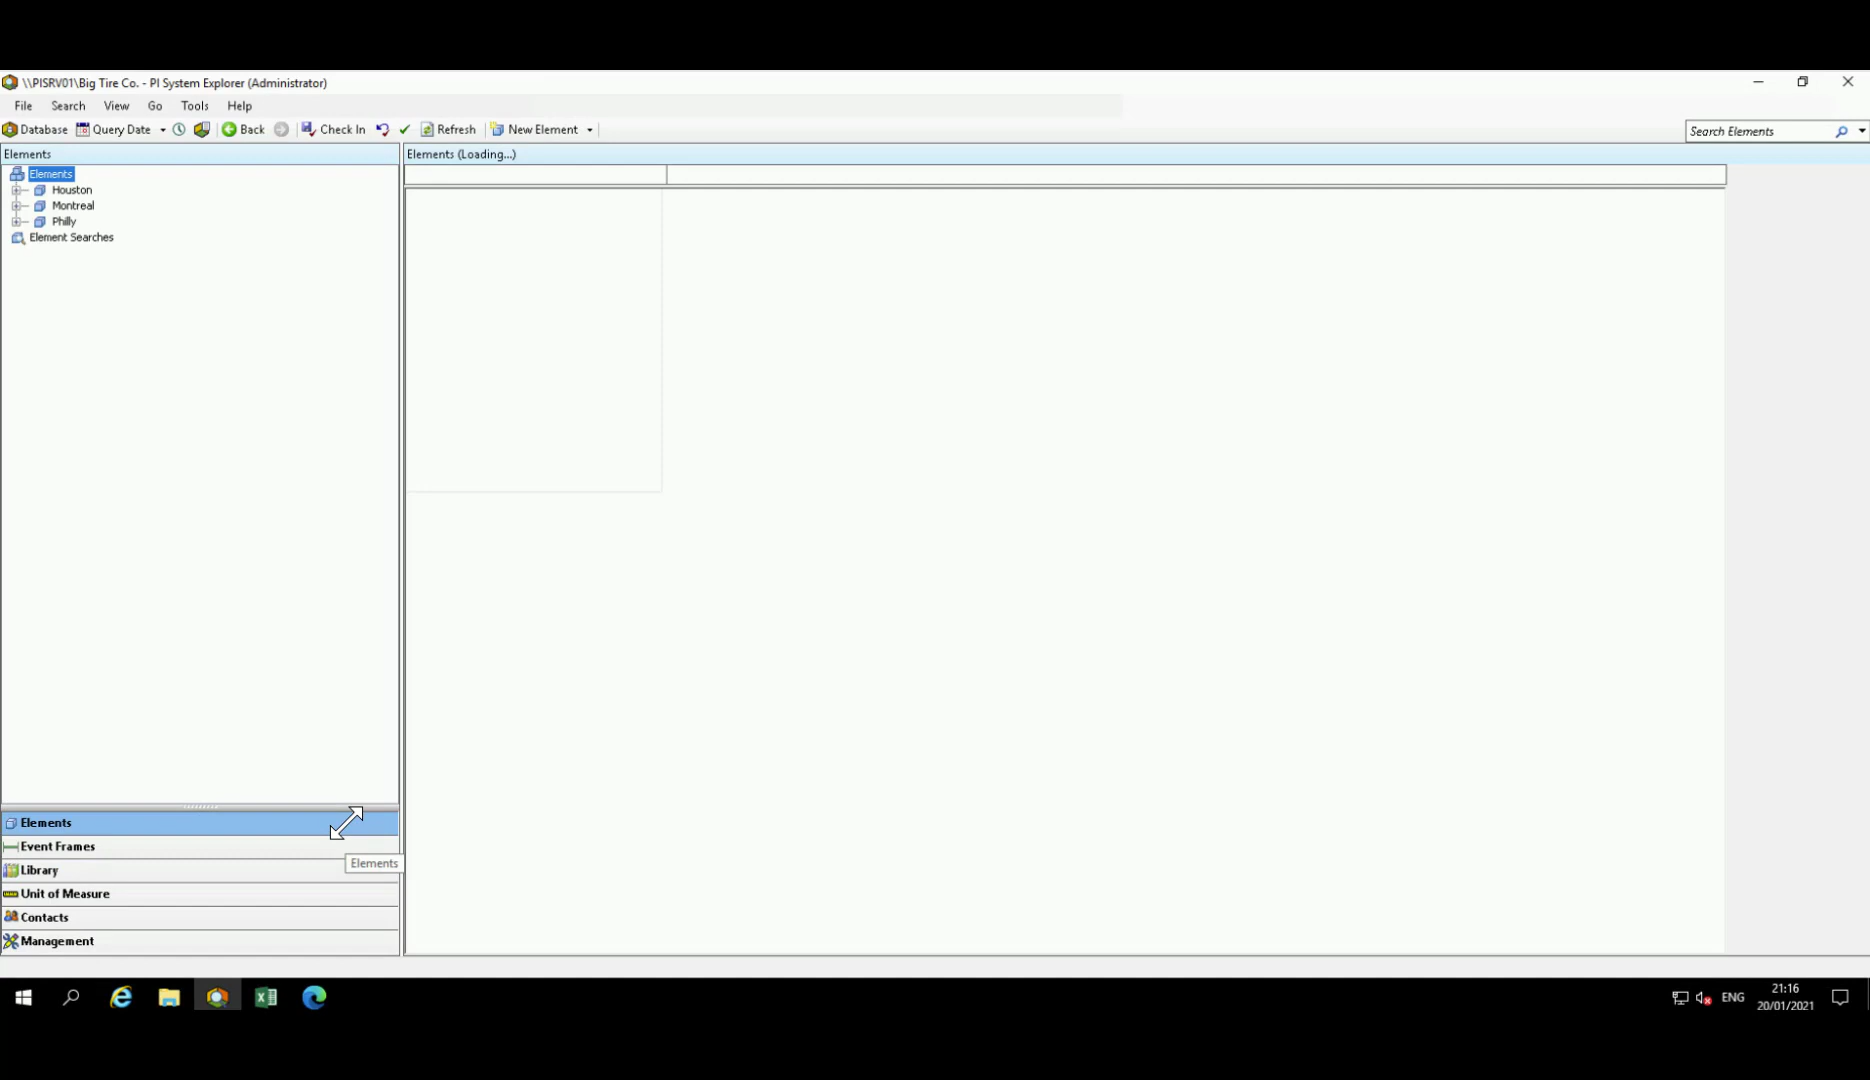 \\PISRV01\Big Tire Co. - PI System Explorer (Administrator)
File Search View Go Tools Help
Database Query Date Back Check In Refresh New Element Search Elements
Elements
Elements (Loading...)
Elements
Houston
Montreal
Philly
Element Searches
Elements
Event Frames
Elements
Library
Unit of Measure
Contacts
Management
ENG
21:16
20/01/2021